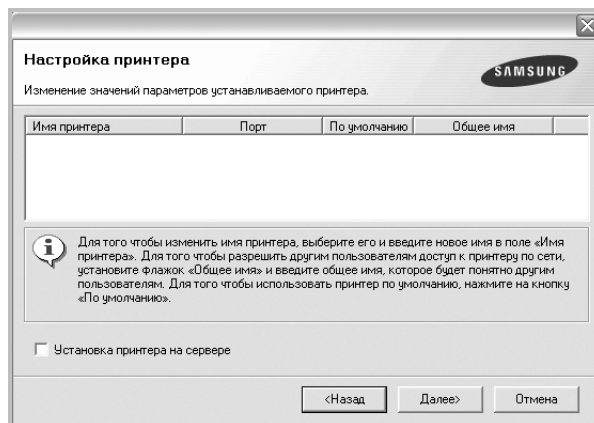 Настройка принтера
SAMSUNG
Изменение значений параметров устанавливаемого принтера.
Имя принтера Порт По умолчанию Общее имя
Для того чтобы изменить имя принтера, выберите его и введите новое имя в поле «Имя
принтера». Для того чтобы разрешить другим пользователям доступ к принтеру по сети,
установите флажок «Общее имя» и введите общее имя, которое будет понятно другим
пользователям. Для того чтобы использовать принтер по умолчанию, нажмите на кнопку
«По умолчанию».
Установка принтера на сервере
<Назад Далее> Отмена